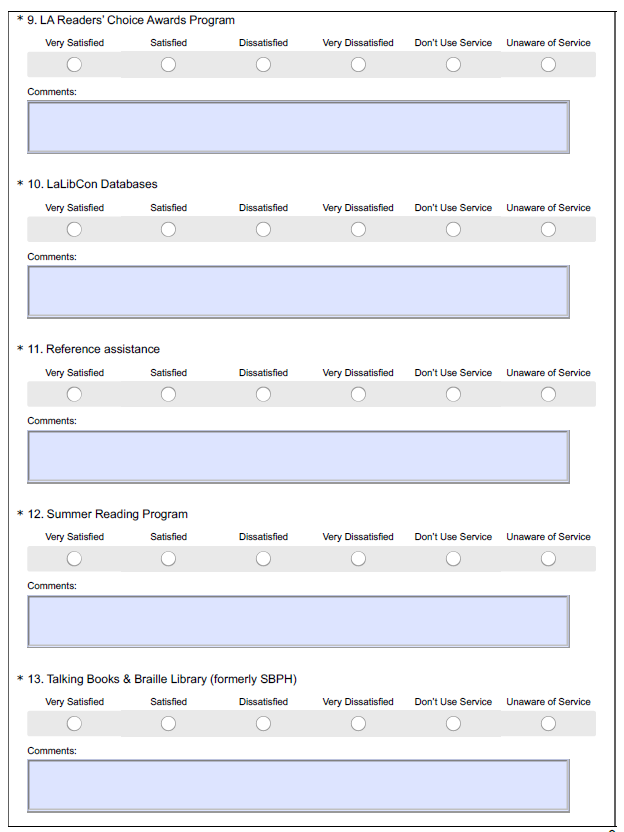 * 9. LA Readers' Choice Awards Program
Very Satisfied Satisfied Dissatisfied Very Dissatisfied Don't Use Service Unaware of Service
Comments:
* 10. LaLibCon Databases
Very Satisfied Satisfied Dissatisfied Very Dissatisfied Don't Use Service Unaware of Service
Comments:
* 11. Reference assistance
Very Satisfied Satisfied Dissatisfied Very Dissatisfied Don't Use Service Unaware of Service
Comments:
* 12. Summer Reading Program
Very Satisfied Satisfied Dissatisfied Very Dissatisfied Don't Use Service Unaware of Service
Comments:
* 13. Talking Books & Braille Library (formerly SBPH)
Very Satisfied Satisfied Dissatisfied Very Dissatisfied Don't Use Service Unaware of Service
Comments: